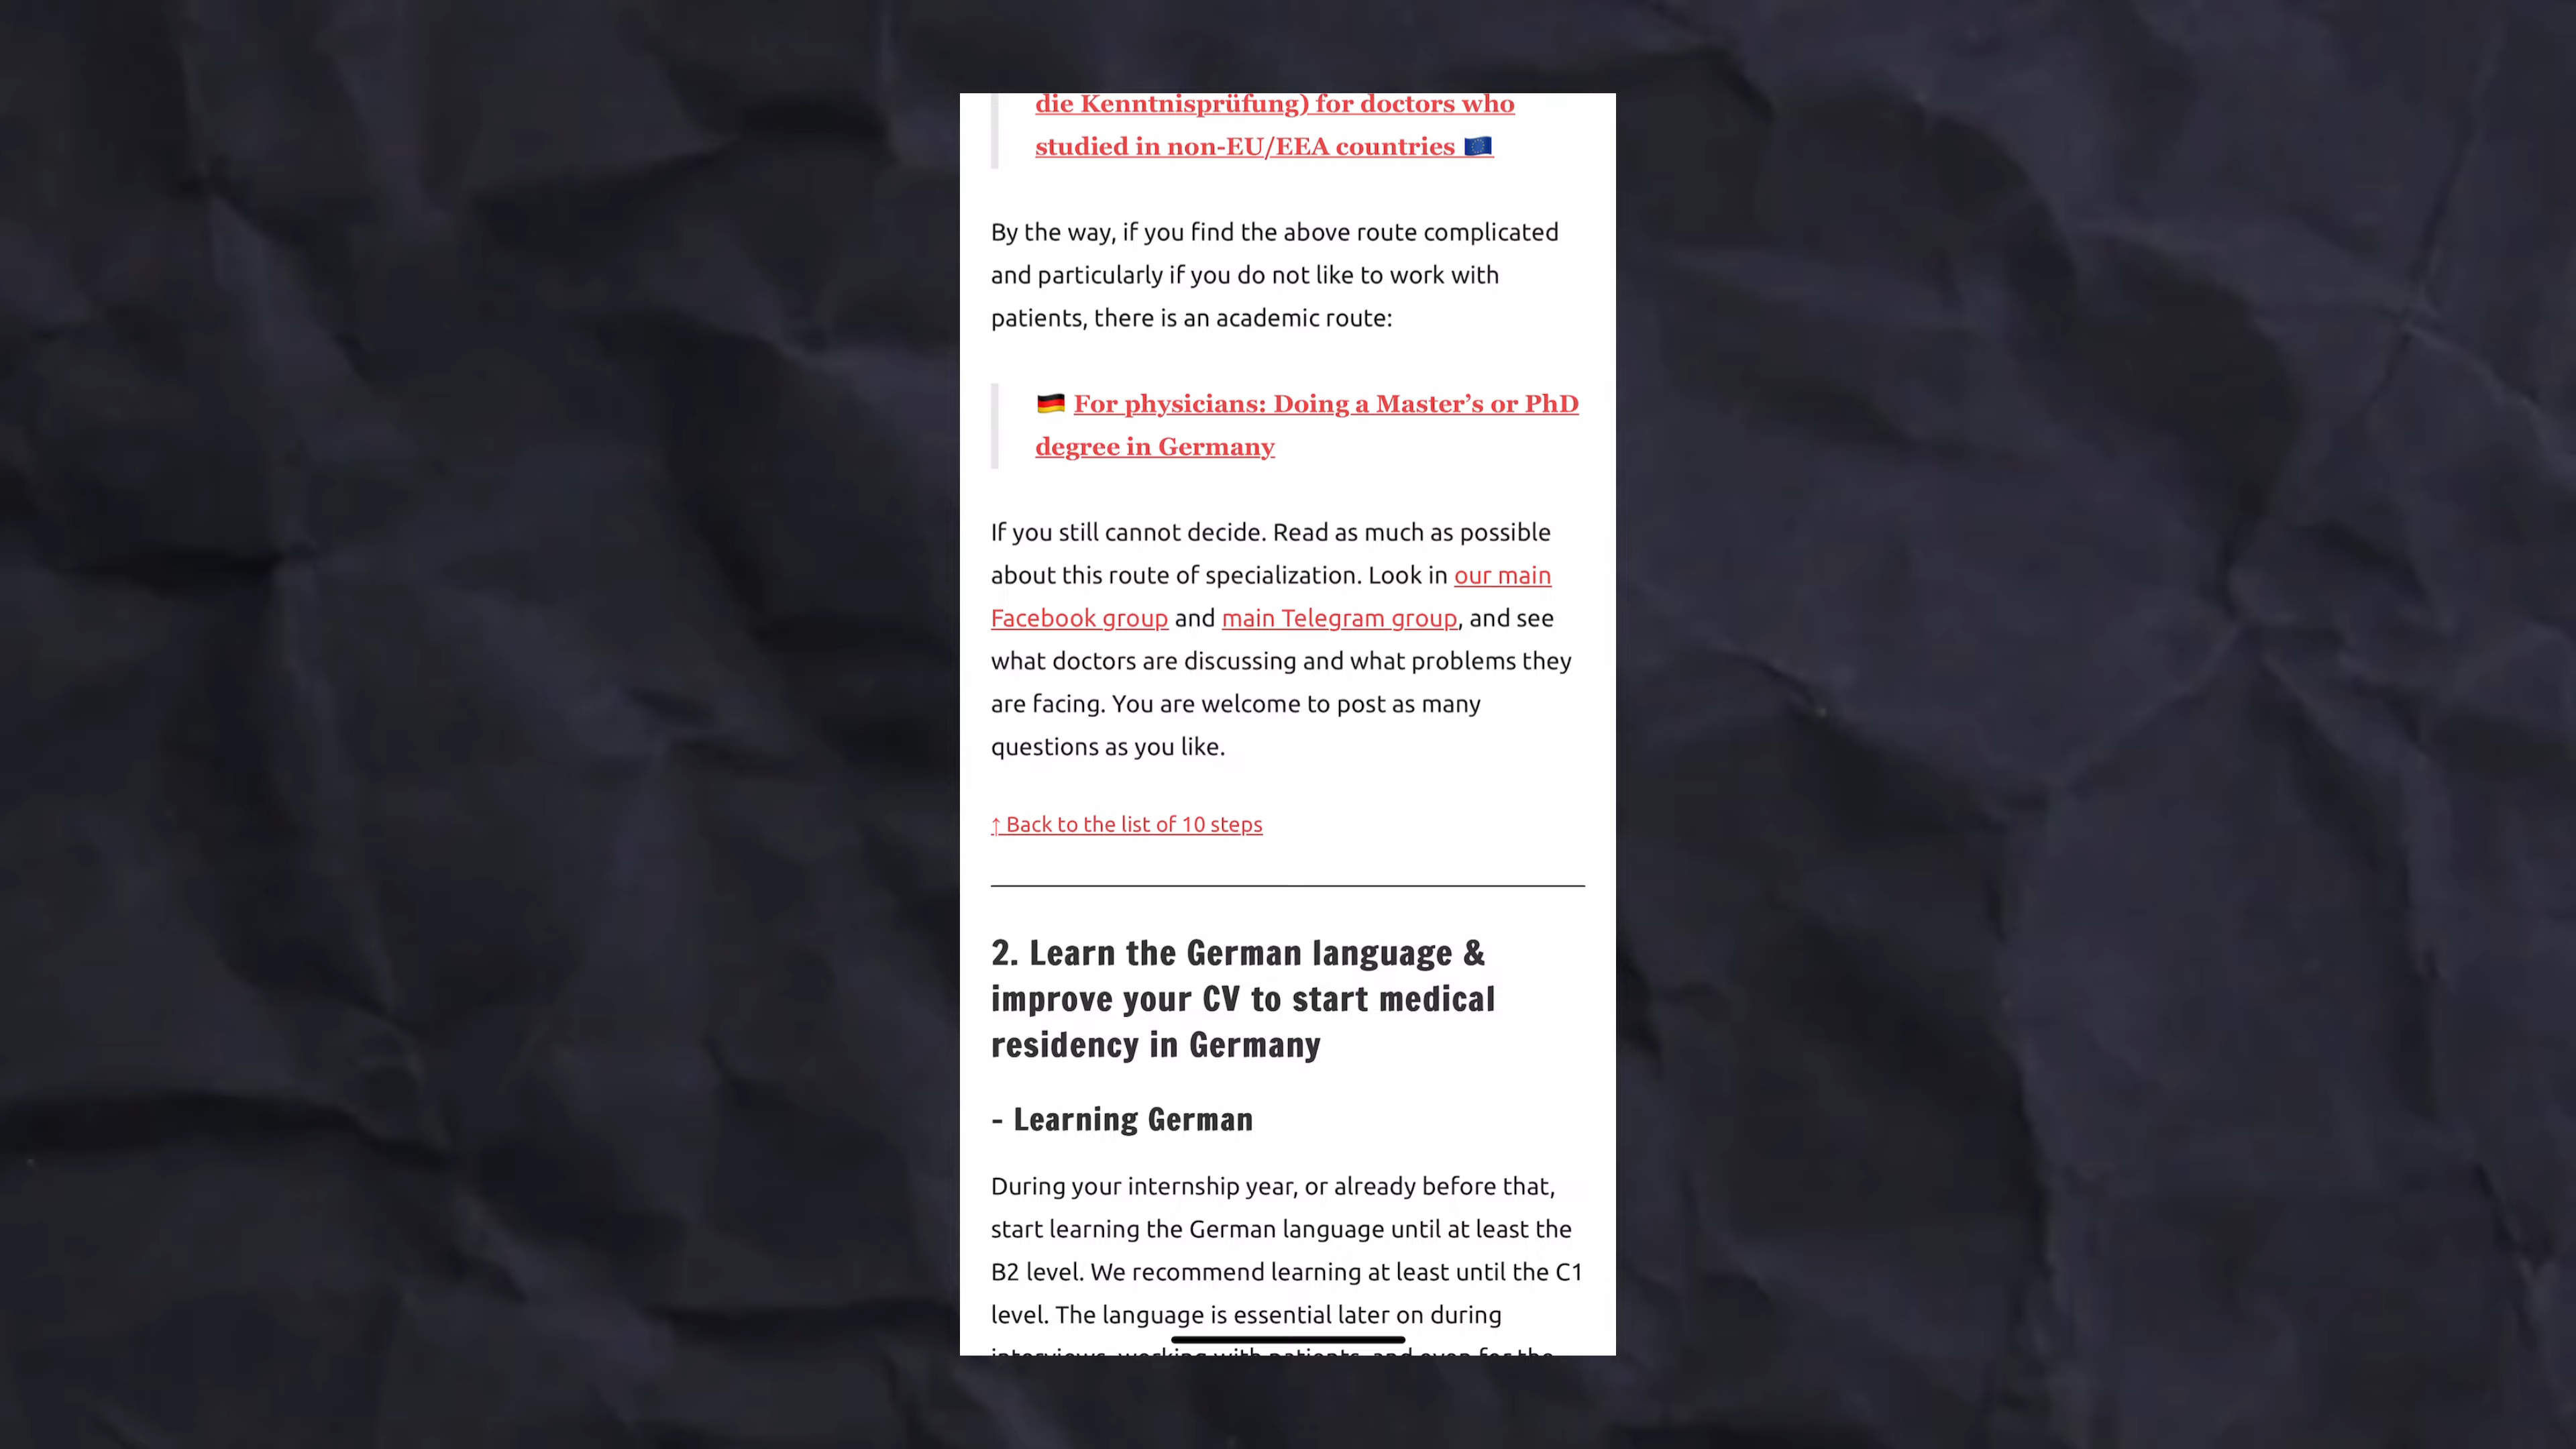 die Kenntnisprüfung) for doctors who
studied in non-EU/EEA countries 🇪🇺
By the way, if you find the above route complicated
and particularly if you do not like to work with
patients, there is an academic route:
🇩🇪 For physicians: Doing a Master’s or PhD
degree in Germany
If you still cannot decide. Read as much as possible
about this route of specialization. Look in our main
Facebook group and main Telegram group, and see
what doctors are discussing and what problems they
are facing. You are welcome to post as many
questions as you like.
↑ Back to the list of 10 steps
2. Learn the German language &
improve your CV to start medical
residency in Germany
- Learning German
During your internship year, or already before that,
start learning the German language until at least the
B2 level. We recommend learning at least until the C1
level. The language is essential later on during
interviews, working with patients, and even for the